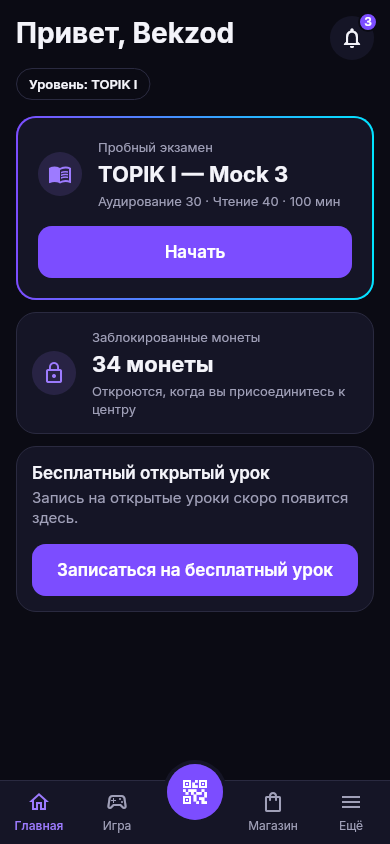 Привет, Bekzod
3
Уровень: TOPIK I
Пробный экзамен
TOPIK I — Mock 3
Аудирование 30 · Чтение 40 · 100 мин
Начать
Заблокированные монеты
34 монеты
Откроются, когда вы присоединитесь к
центру
Бесплатный открытый урок
Запись на открытые уроки скоро появится
здесь.
Записаться на бесплатный урок
Главная
Игра
Магазин
Ещё